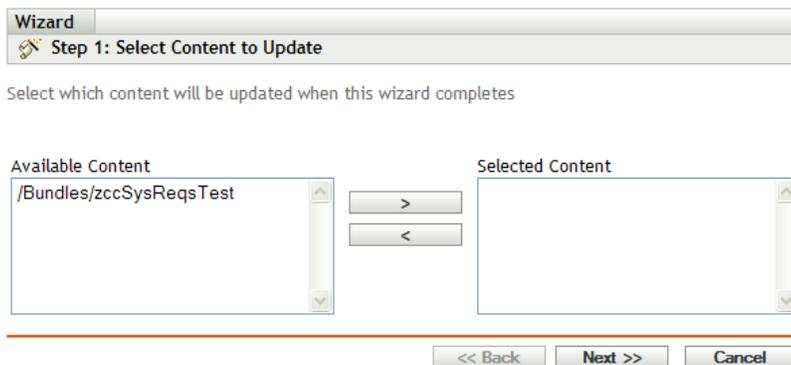 Wizard
Step 1: Select Content to Update
Select which content will be updated when this wizard completes
Available Content
Selected Content
/Bundles/zccSysReqsTest
>
<
<< Back
Next >>
Cancel